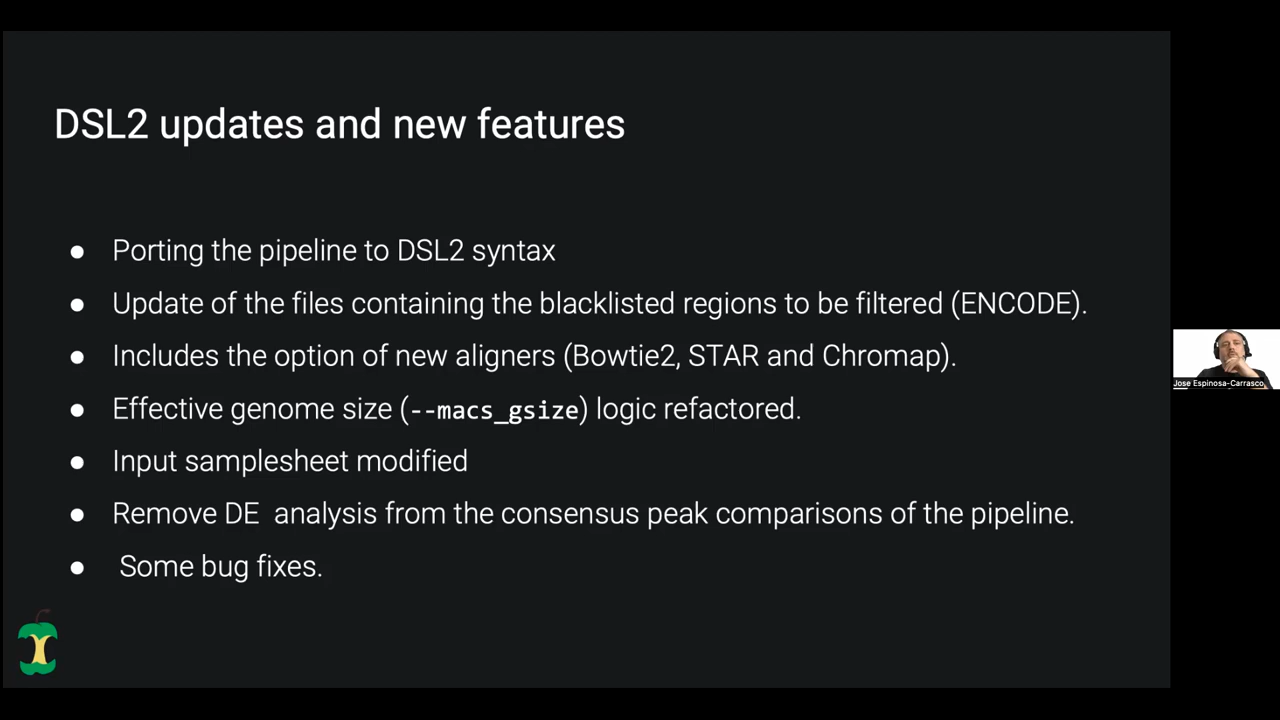 DSL2 updates and new features
● Porting the pipeline to DSL2 syntax
● Update of the files containing the blacklisted regions to be filtered (ENCODE).
● Includes the option of new aligners (Bowtie2, STAR and Chromap).
● Effective genome size (--macs_gsize) logic refactored.
● Input samplesheet modified
● Remove DE analysis from the consensus peak comparisons of the pipeline.
● Some bug fixes.
Jose Espinosa-Carrasco